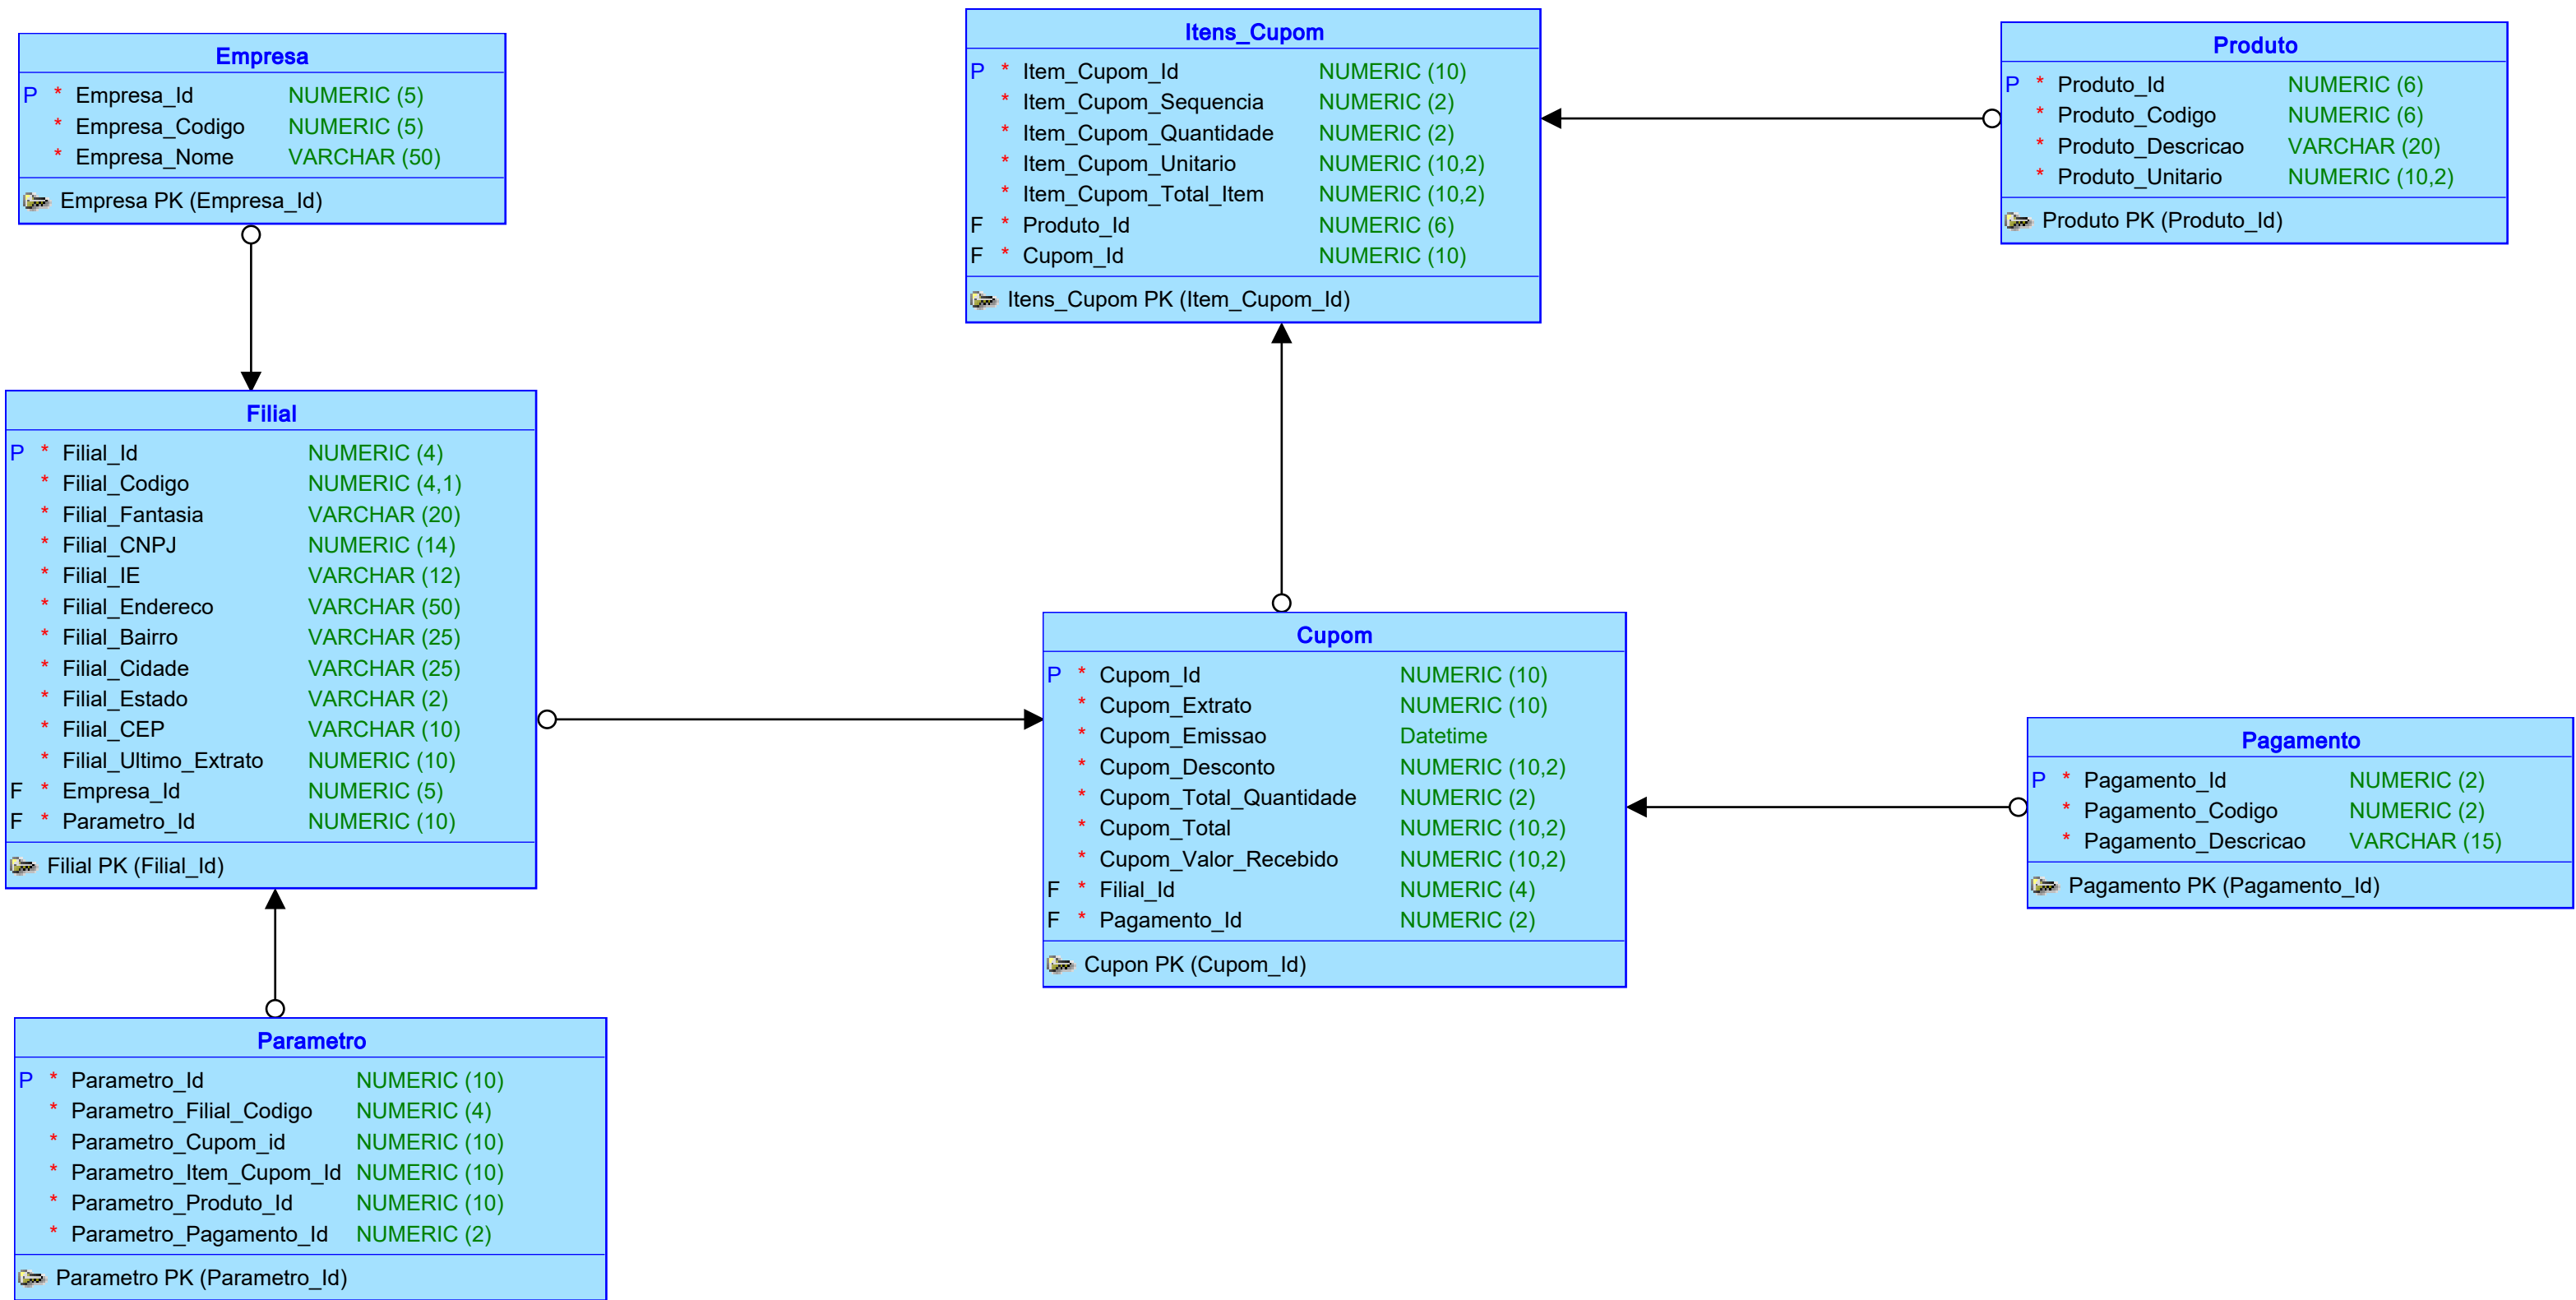 Empresa
P * Empresa_Id NUMERIC (5)
* Empresa_Codigo NUMERIC (5)
* Empresa_Nome VARCHAR (50)
Empresa PK (Empresa_Id)
Itens_Cupom
P * Item_Cupom_Id NUMERIC (10)
* Item_Cupom_Sequencia NUMERIC (2)
* Item_Cupom_Quantidade NUMERIC (2)
* Item_Cupom_Unitario NUMERIC (10,2)
* Item_Cupom_Total_Item NUMERIC (10,2)
F * Produto_Id NUMERIC (6)
F * Cupom_Id NUMERIC (10)
Itens_Cupom PK (Item_Cupom_Id)
Produto
P * Produto_Id NUMERIC (6)
* Produto_Codigo NUMERIC (6)
* Produto_Descricao VARCHAR (20)
* Produto_Unitario NUMERIC (10,2)
Produto PK (Produto_Id)
Filial
P * Filial_Id NUMERIC (4)
* Filial_Codigo NUMERIC (4,1)
* Filial_Fantasia VARCHAR (20)
* Filial_CNPJ NUMERIC (14)
* Filial_IE VARCHAR (12)
* Filial_Endereco VARCHAR (50)
* Filial_Bairro VARCHAR (25)
* Filial_Cidade VARCHAR (25)
* Filial_Estado VARCHAR (2)
* Filial_CEP VARCHAR (10)
* Filial_Ultimo_Extrato NUMERIC (10)
F * Empresa_Id NUMERIC (5)
F * Parametro_Id NUMERIC (10)
Filial PK (Filial_Id)
Cupom
P * Cupom_Id NUMERIC (10)
* Cupom_Extrato NUMERIC (10)
* Cupom_Emissao Datetime
* Cupom_Desconto NUMERIC (10,2)
* Cupom_Total_Quantidade NUMERIC (2)
* Cupom_Total NUMERIC (10,2)
* Cupom_Valor_Recebido NUMERIC (10,2)
F * Filial_Id NUMERIC (4)
F * Pagamento_Id NUMERIC (2)
Cupon PK (Cupom_Id)
Pagamento
P * Pagamento_Id NUMERIC (2)
* Pagamento_Codigo NUMERIC (2)
* Pagamento_Descricao VARCHAR (15)
Pagamento PK (Pagamento_Id)
Parametro
P * Parametro_Id NUMERIC (10)
* Parametro_Filial_Codigo NUMERIC (4)
* Parametro_Cupom_id NUMERIC (10)
* Parametro_Item_Cupom_Id NUMERIC (10)
* Parametro_Produto_Id NUMERIC (10)
* Parametro_Pagamento_Id NUMERIC (2)
Parametro PK (Parametro_Id)